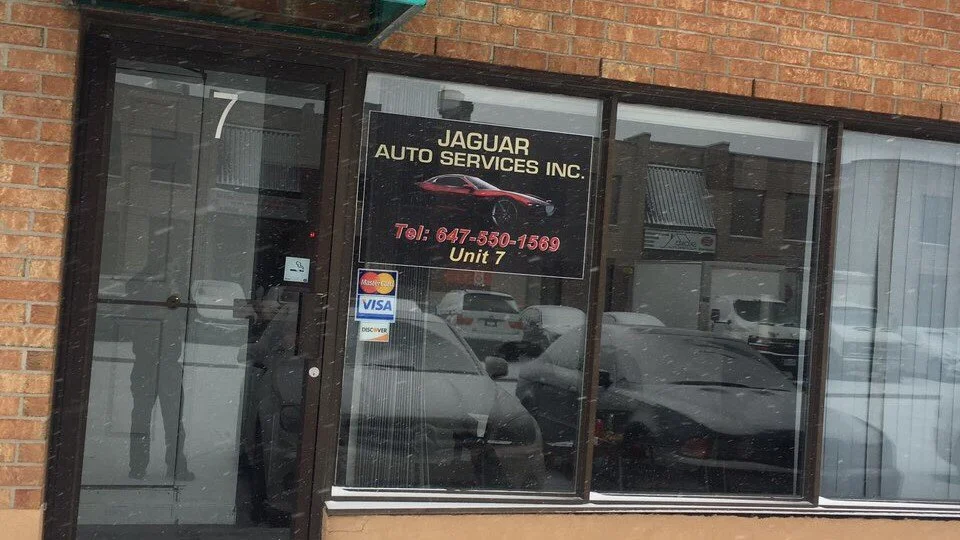 7
JAGUAR
AUTO SERVICES INC.
Tel: 647-550-1569
Unit 7
MasterCard
VISA
DISCOVER